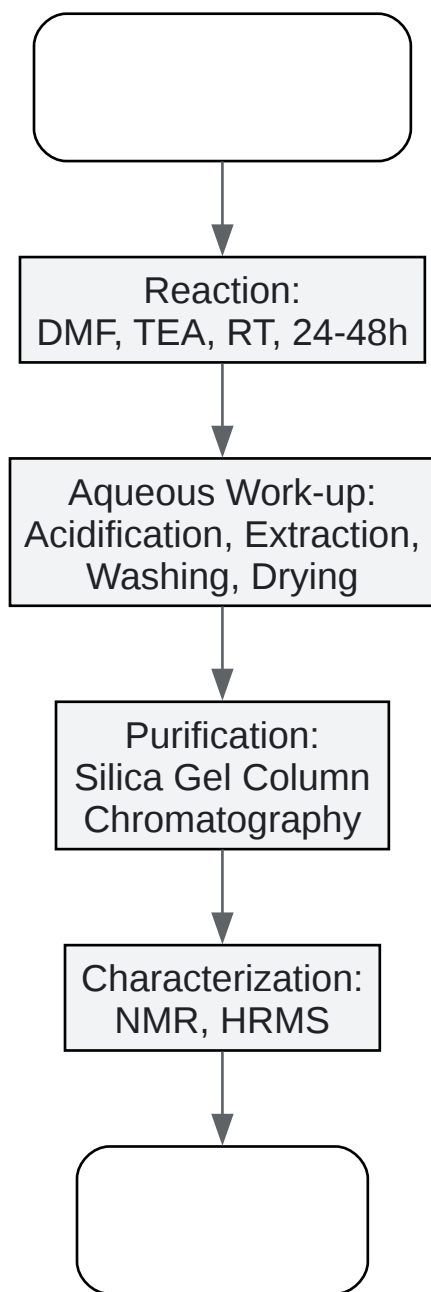 Reaction:
DMF, TEA, RT, 24-48h
Aqueous Work-up:
Acidification, Extraction,
Washing, Drying
Purification:
Silica Gel Column
Chromatography
Characterization:
NMR, HRMS